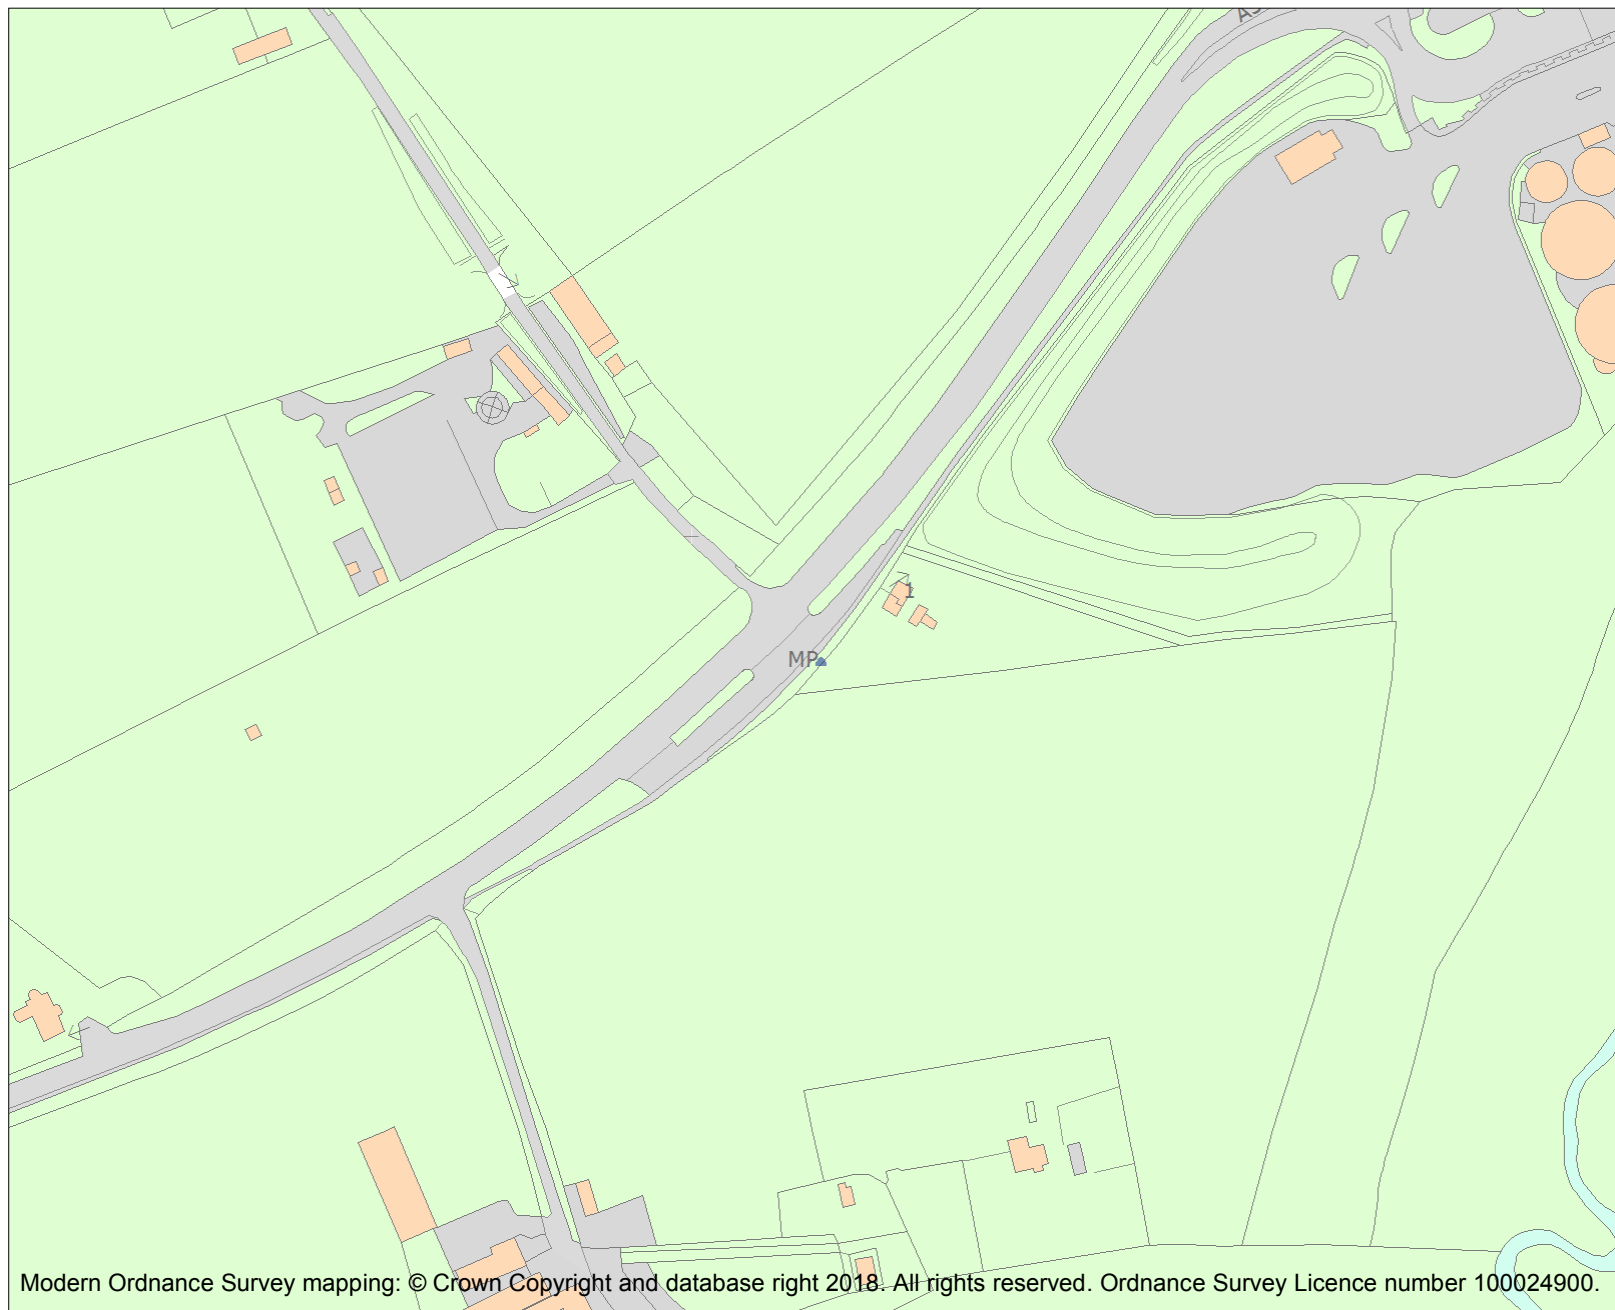 1
MP
Modern Ordnance Survey mapping: © Crown Copyright and database right 2018. All rights reserved. Ordnance Survey Licence number 100024900.